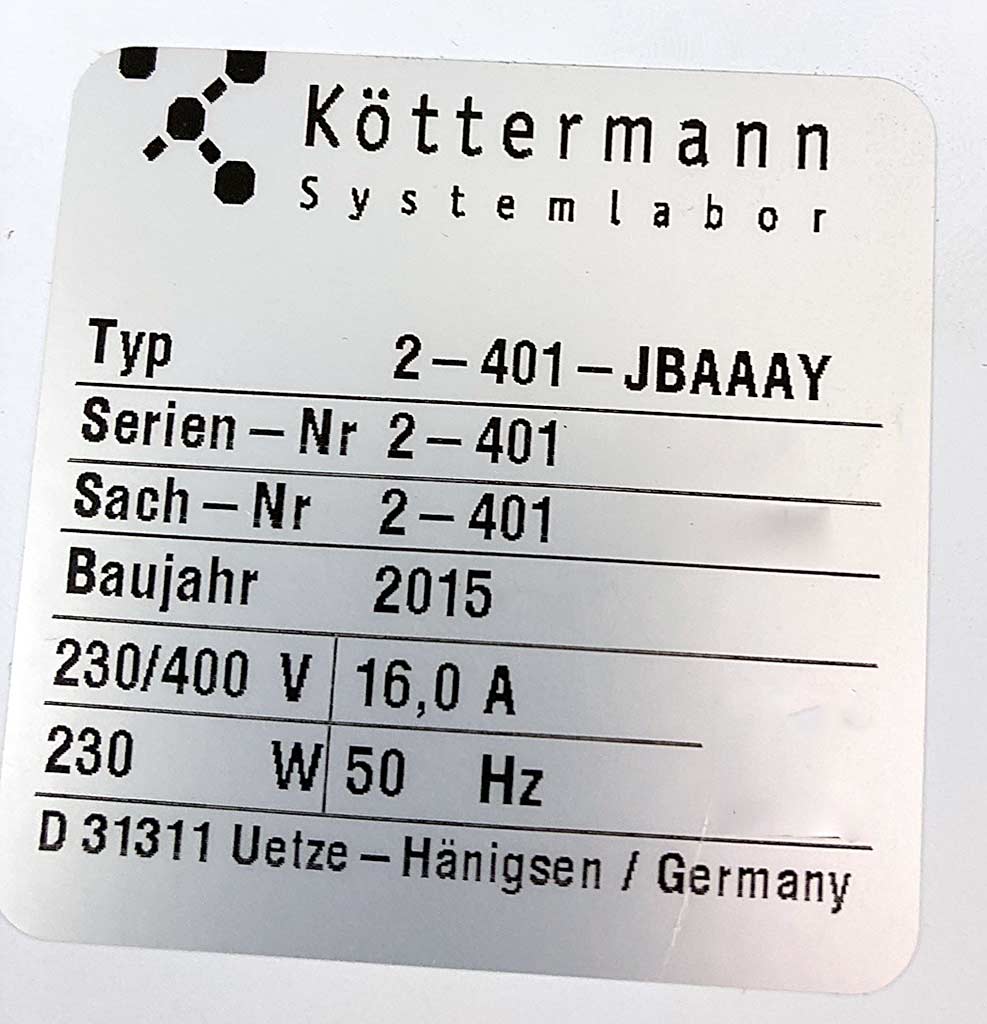 Köttermann
Systemlabor
Typ 2-401-JBAAAY
Serien-Nr 2-401
Sach-Nr 2-401
Baujahr 2015
230/400 V 16,0 A
230 W 50 Hz
D 31311 Uetze-Hänigsen / Germany